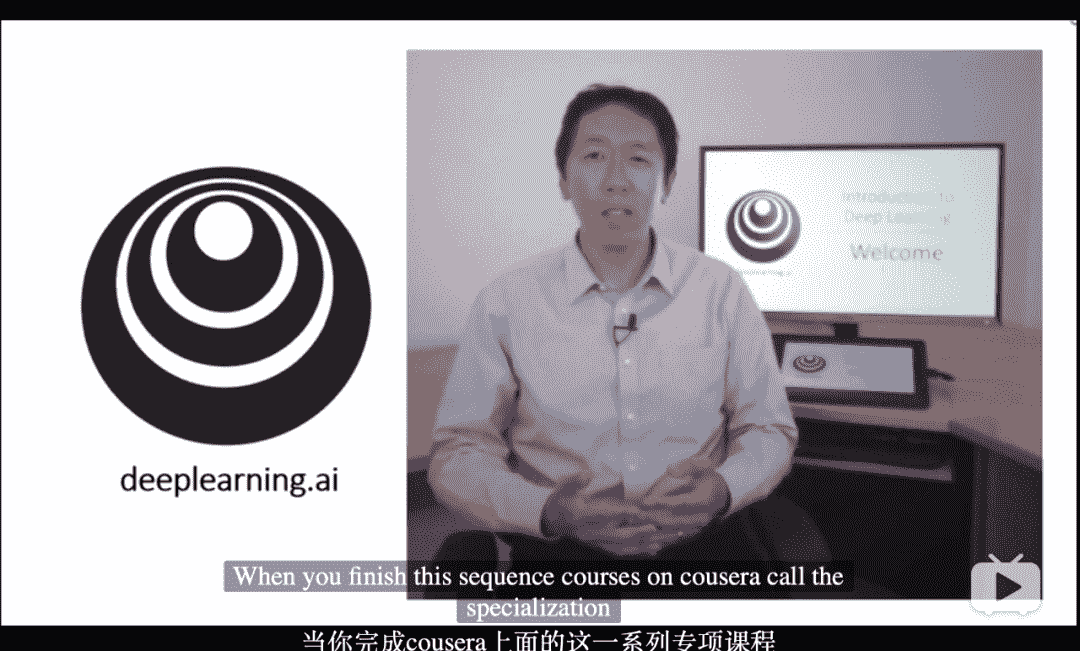 Introduction to
Deep Learning
Welcome
deeplearning.ai
When you finish this sequence courses on cousera call the
specialization
当你完成cousera上面的这一系列专项课程